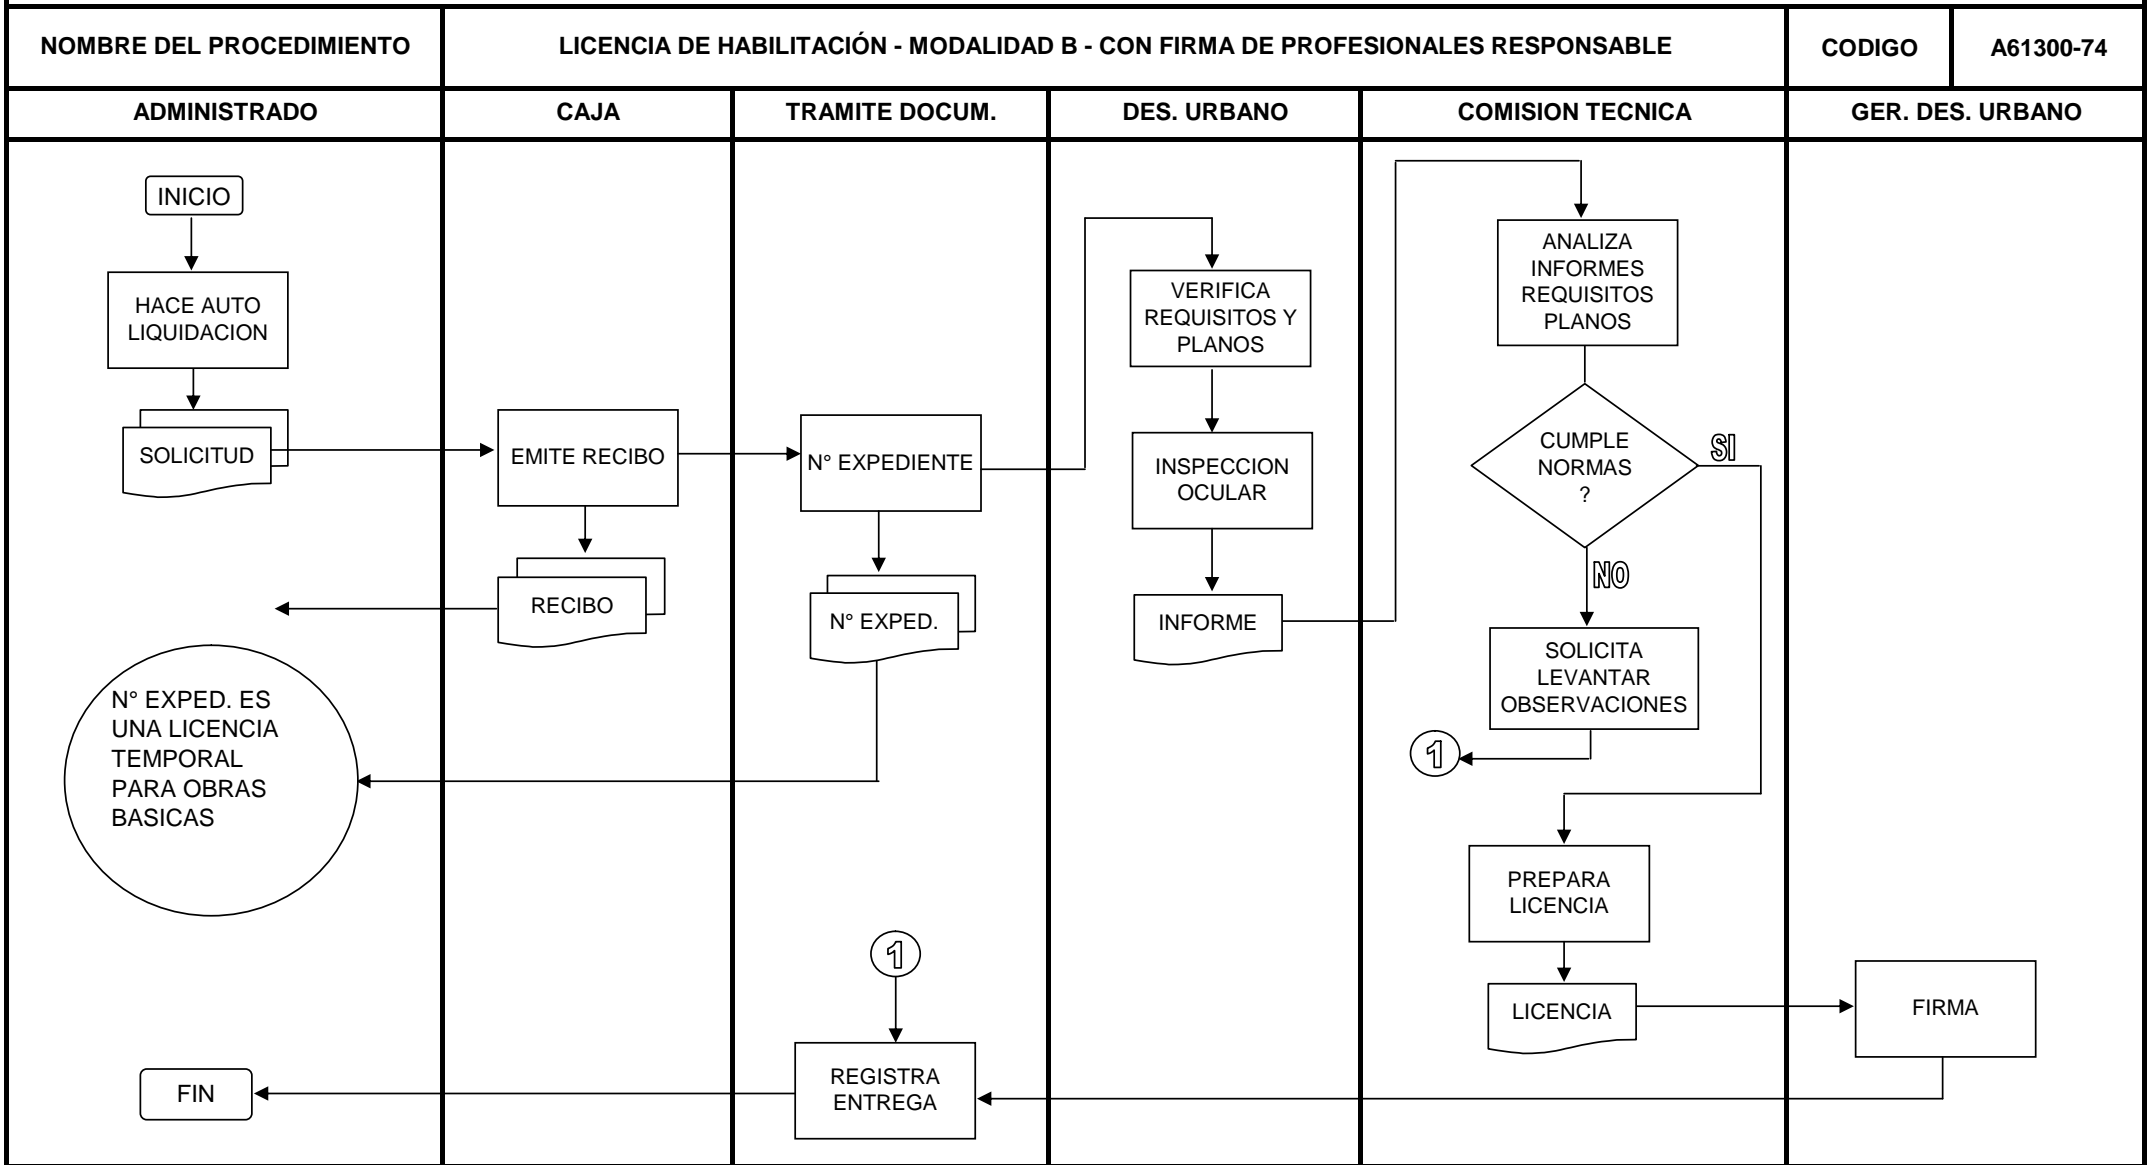 NOMBRE DEL PROCEDIMIENTO
LICENCIA DE HABILITACIÓN - MODALIDAD B - CON FIRMA DE PROFESIONALES RESPONSABLE
CODIGO
A61300-74
ADMINISTRADO
CAJA
TRAMITE DOCUM.
DES. URBANO
COMISION TECNICA
GER. DES. URBANO
INICIO
HACE AUTO
LIQUIDACION
SOLICITUD
N° EXPED. ES
UNA LICENCIA
TEMPORAL
PARA OBRAS
BASICAS
FIN
EMITE RECIBO
RECIBO
N° EXPEDIENTE
N° EXPED.
1
REGISTRA
ENTREGA
VERIFICA
REQUISITOS Y
PLANOS
INSPECCION
OCULAR
INFORME
ANALIZA
INFORMES
REQUISITOS
PLANOS
CUMPLE
NORMAS
?
SI
NO
SOLICITA
LEVANTAR
OBSERVACIONES
1
PREPARA
LICENCIA
LICENCIA
FIRMA